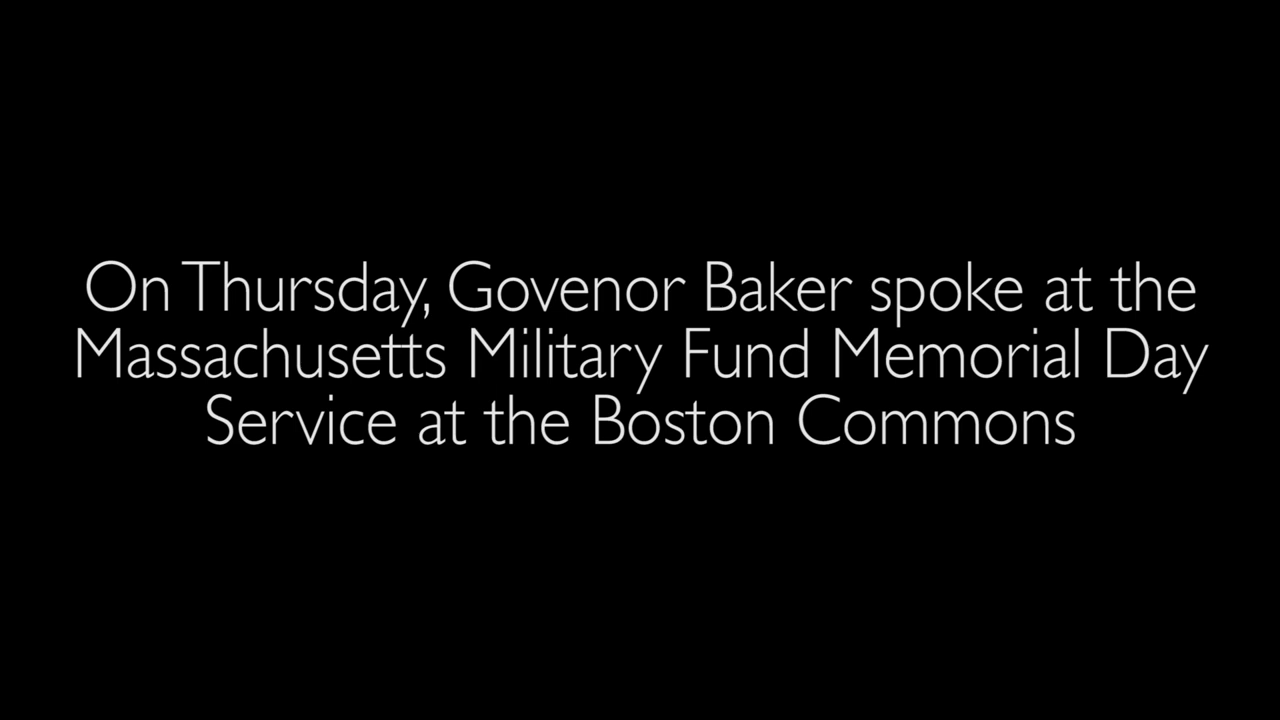 On Thursday, Govenor Baker spoke at the
Massachusetts Military Fund Memorial Day
Service at the Boston Commons